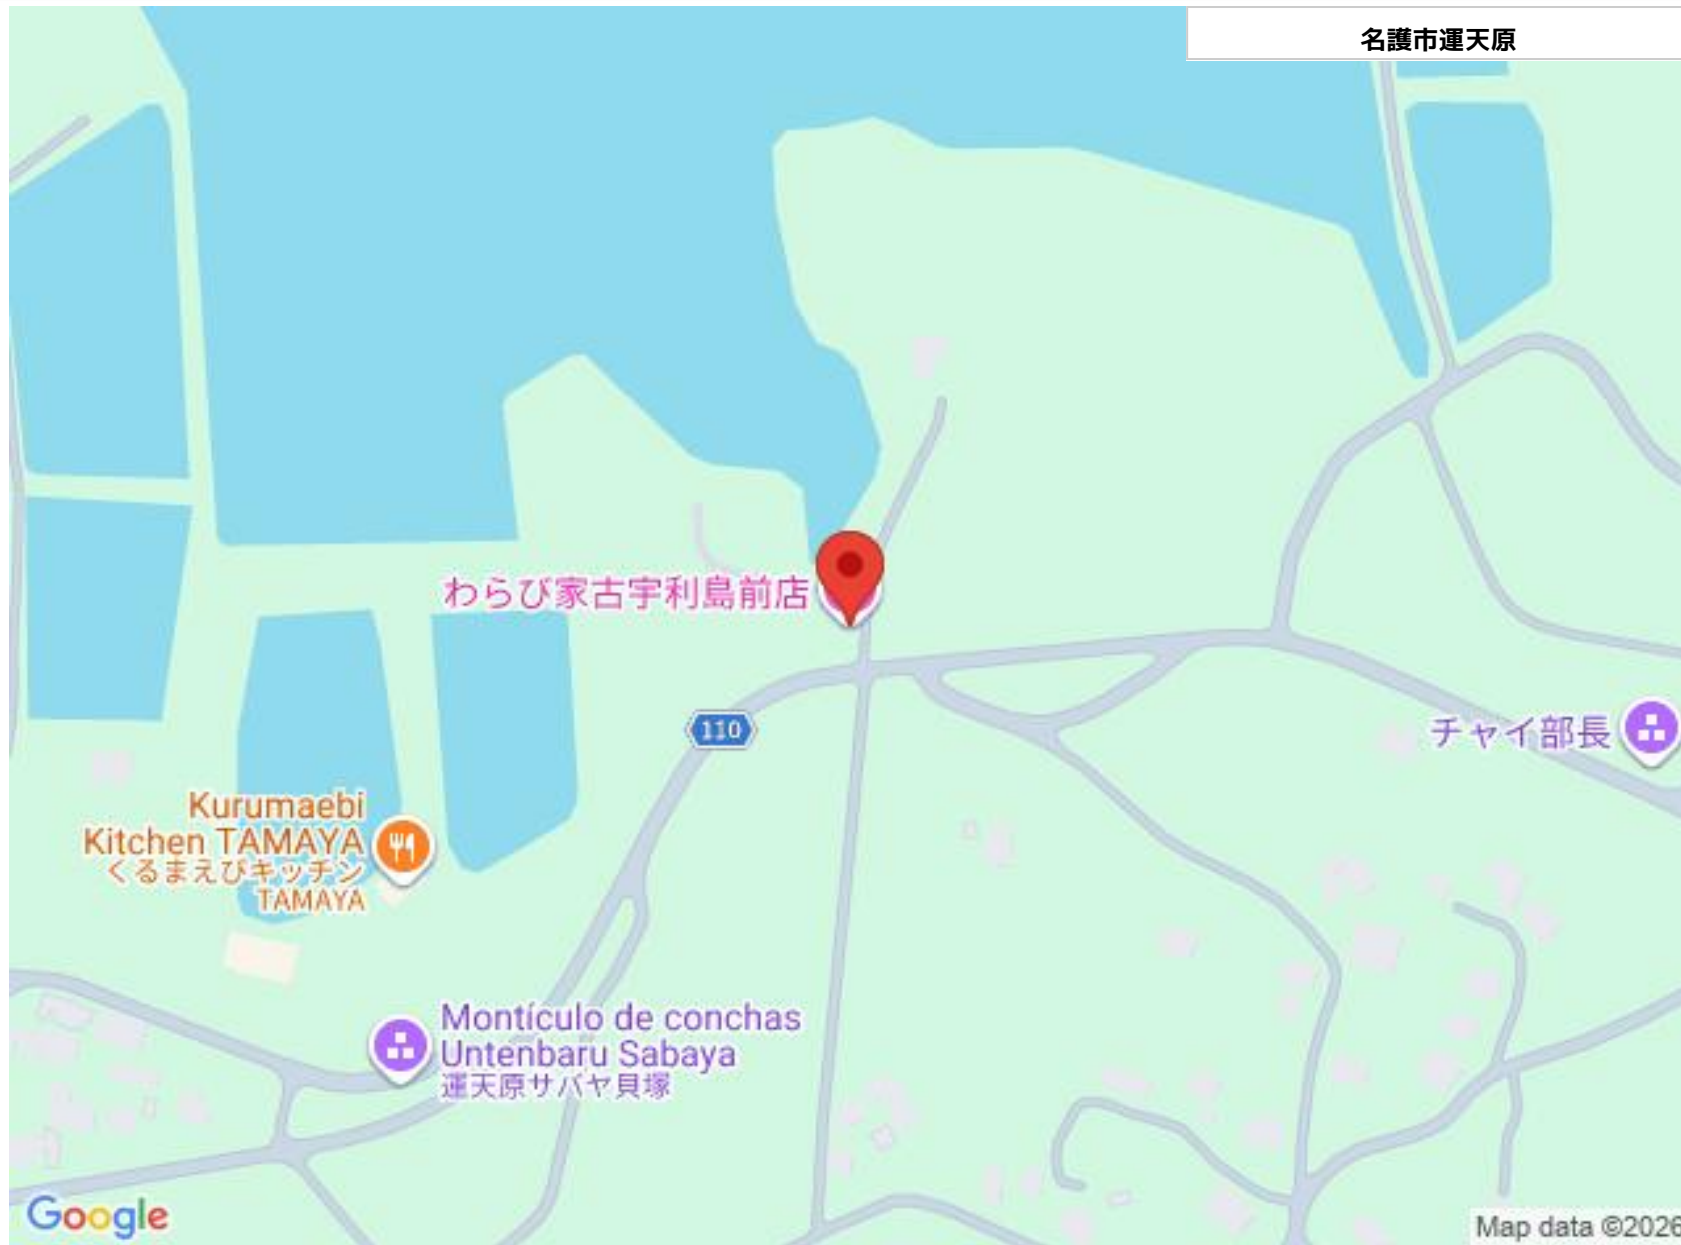 名護市運天原
わらび家古宇利島前店
110
チャイ部長
Kurumaebi
Kitchen TAMAYA
くるまえびキッチン
TAMAYA
Montículo de conchas
Untenbaru Sabaya
運天原サバヤ貝塚
Google
Map data ©2026